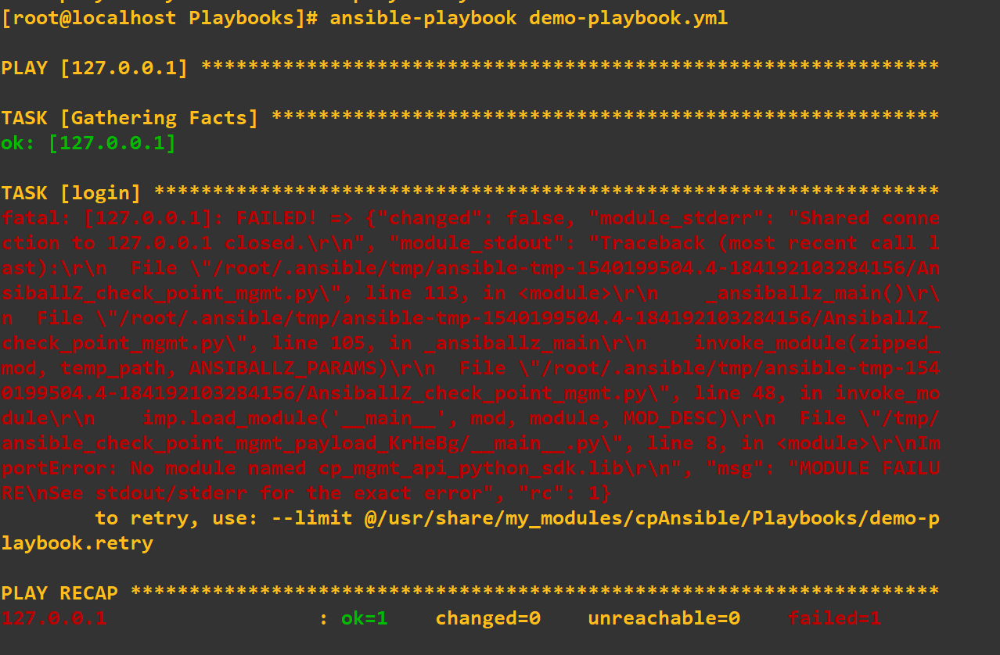 [root@localhost Playbooks]# ansible-playbook demo-playbook.yml
PLAY [127.0.0.1] ***************************************************************
TASK [Gathering Facts] *********************************************************
ok: [127.0.0.1]
TASK [login] *******************************************************************
fatal: [127.0.0.1]: FAILED! => {"changed": false, "module_stderr": "Shared conne
ction to 127.0.0.1 closed.\r\n", "module_stdout": "Traceback (most recent call l
ast):\r\n  File \"/root/.ansible/tmp/ansible-tmp-1540199504.4-184192103284156/An
siballZ_check_point_mgmt.py\", line 113, in <module>\r\n    _ansiballz_main()\r\
n  File \"/root/.ansible/tmp/ansible-tmp-1540199504.4-184192103284156/AnsiballZ_
check_point_mgmt.py\", line 105, in _ansiballz_main\r\n    invoke_module(zipped_
mod, temp_path, ANSIBALLZ_PARAMS)\r\n  File \"/root/.ansible/tmp/ansible-tmp-154
0199504.4-184192103284156/AnsiballZ_check_point_mgmt.py\", line 48, in invoke_mo
dule\r\n    imp.load_module('__main__', mod, module, MOD_DESC)\r\n  File \"/tmp/
ansible_check_point_mgmt_payload_KrHeBg/__main__.py\", line 8, in <module>\r\nIm
portError: No module named cp_mgmt_api_python_sdk.lib\r\n", "msg": "MODULE FAILU
RE\nSee stdout/stderr for the exact error", "rc": 1}
        to retry, use: --limit @/usr/share/my_modules/cpAnsible/Playbooks/demo-p
laybook.retry
PLAY RECAP *********************************************************************
127.0.0.1                  : ok=1    changed=0    unreachable=0    failed=1